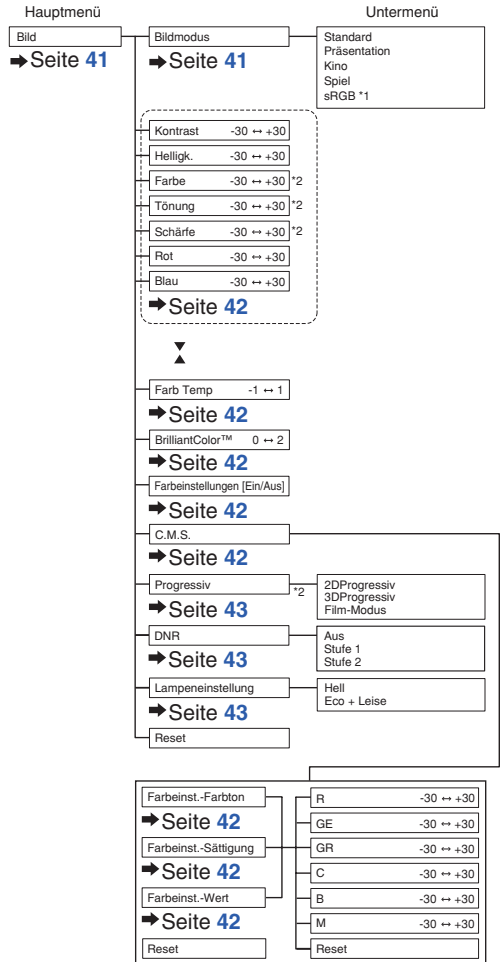 Hauptmenü
Untermenü
Bild
➔Seite 41
Bildmodus
➔Seite 41
Standard
Präsentation
Kino
Spiel
sRGB *1
Kontrast -30 ↔ +30
Helligk. -30 ↔ +30
Farbe -30 ↔ +30 *2
Tönung -30 ↔ +30 *2
Schärfe -30 ↔ +30 *2
Rot -30 ↔ +30
Blau -30 ↔ +30
➔Seite 42
Farb Temp -1 ↔ 1
➔Seite 42
BrilliantColor™ 0 ↔ 2
➔Seite 42
Farbeinstellungen [Ein/Aus]
➔Seite 42
C.M.S.
➔Seite 42
Progressiv *2
➔Seite 43
2DProgressiv
3DProgressiv
Film-Modus
DNR
➔Seite 43
Aus
Stufe 1
Stufe 2
Lampeneinstellung
➔Seite 43
Hell
Eco + Leise
Reset
Farbeinst.-Farbton
➔Seite 42
Farbeinst.-Sättigung
➔Seite 42
Farbeinst.-Wert
➔Seite 42
Reset
R -30 ↔ +30
GE -30 ↔ +30
GR -30 ↔ +30
C -30 ↔ +30
B -30 ↔ +30
M -30 ↔ +30
Reset